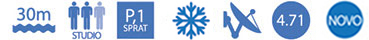 30m
STUDIO
P,1
SPRAT
4.71
NOVO